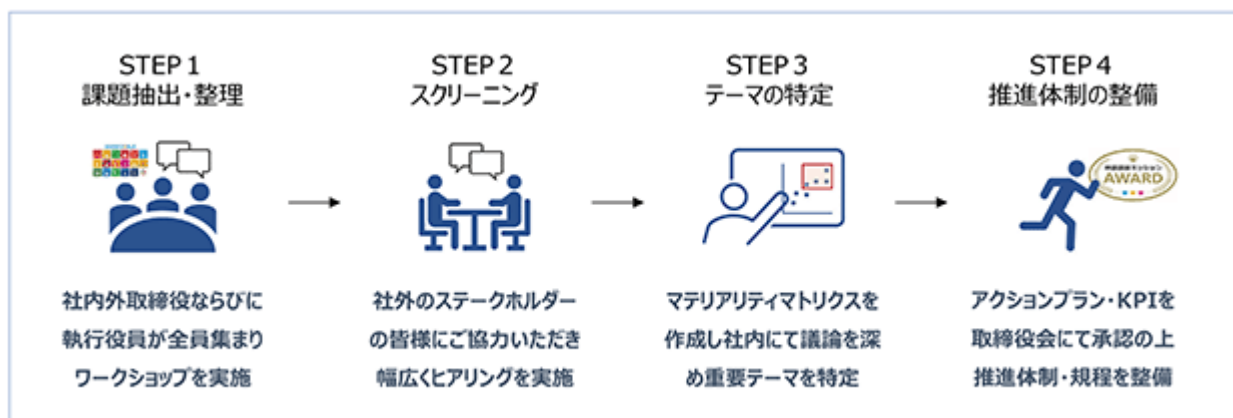 STEP 1
課題抽出・整理
社内外取締役ならびに
執行役員が全員集まり
ワークショップを実施
STEP 2
スクリーニング
社外のステークホルダー
の皆様にご協力いただき
幅広くヒアリングを実施
STEP 3
テーマの特定
マテリアリティマトリクスを
作成し社内にて議論を深
め重要テーマを特定
STEP 4
推進体制の整備
AWARD
アクションプラン・KPIを
取締役会にて承認の上
推進体制・規程を整備